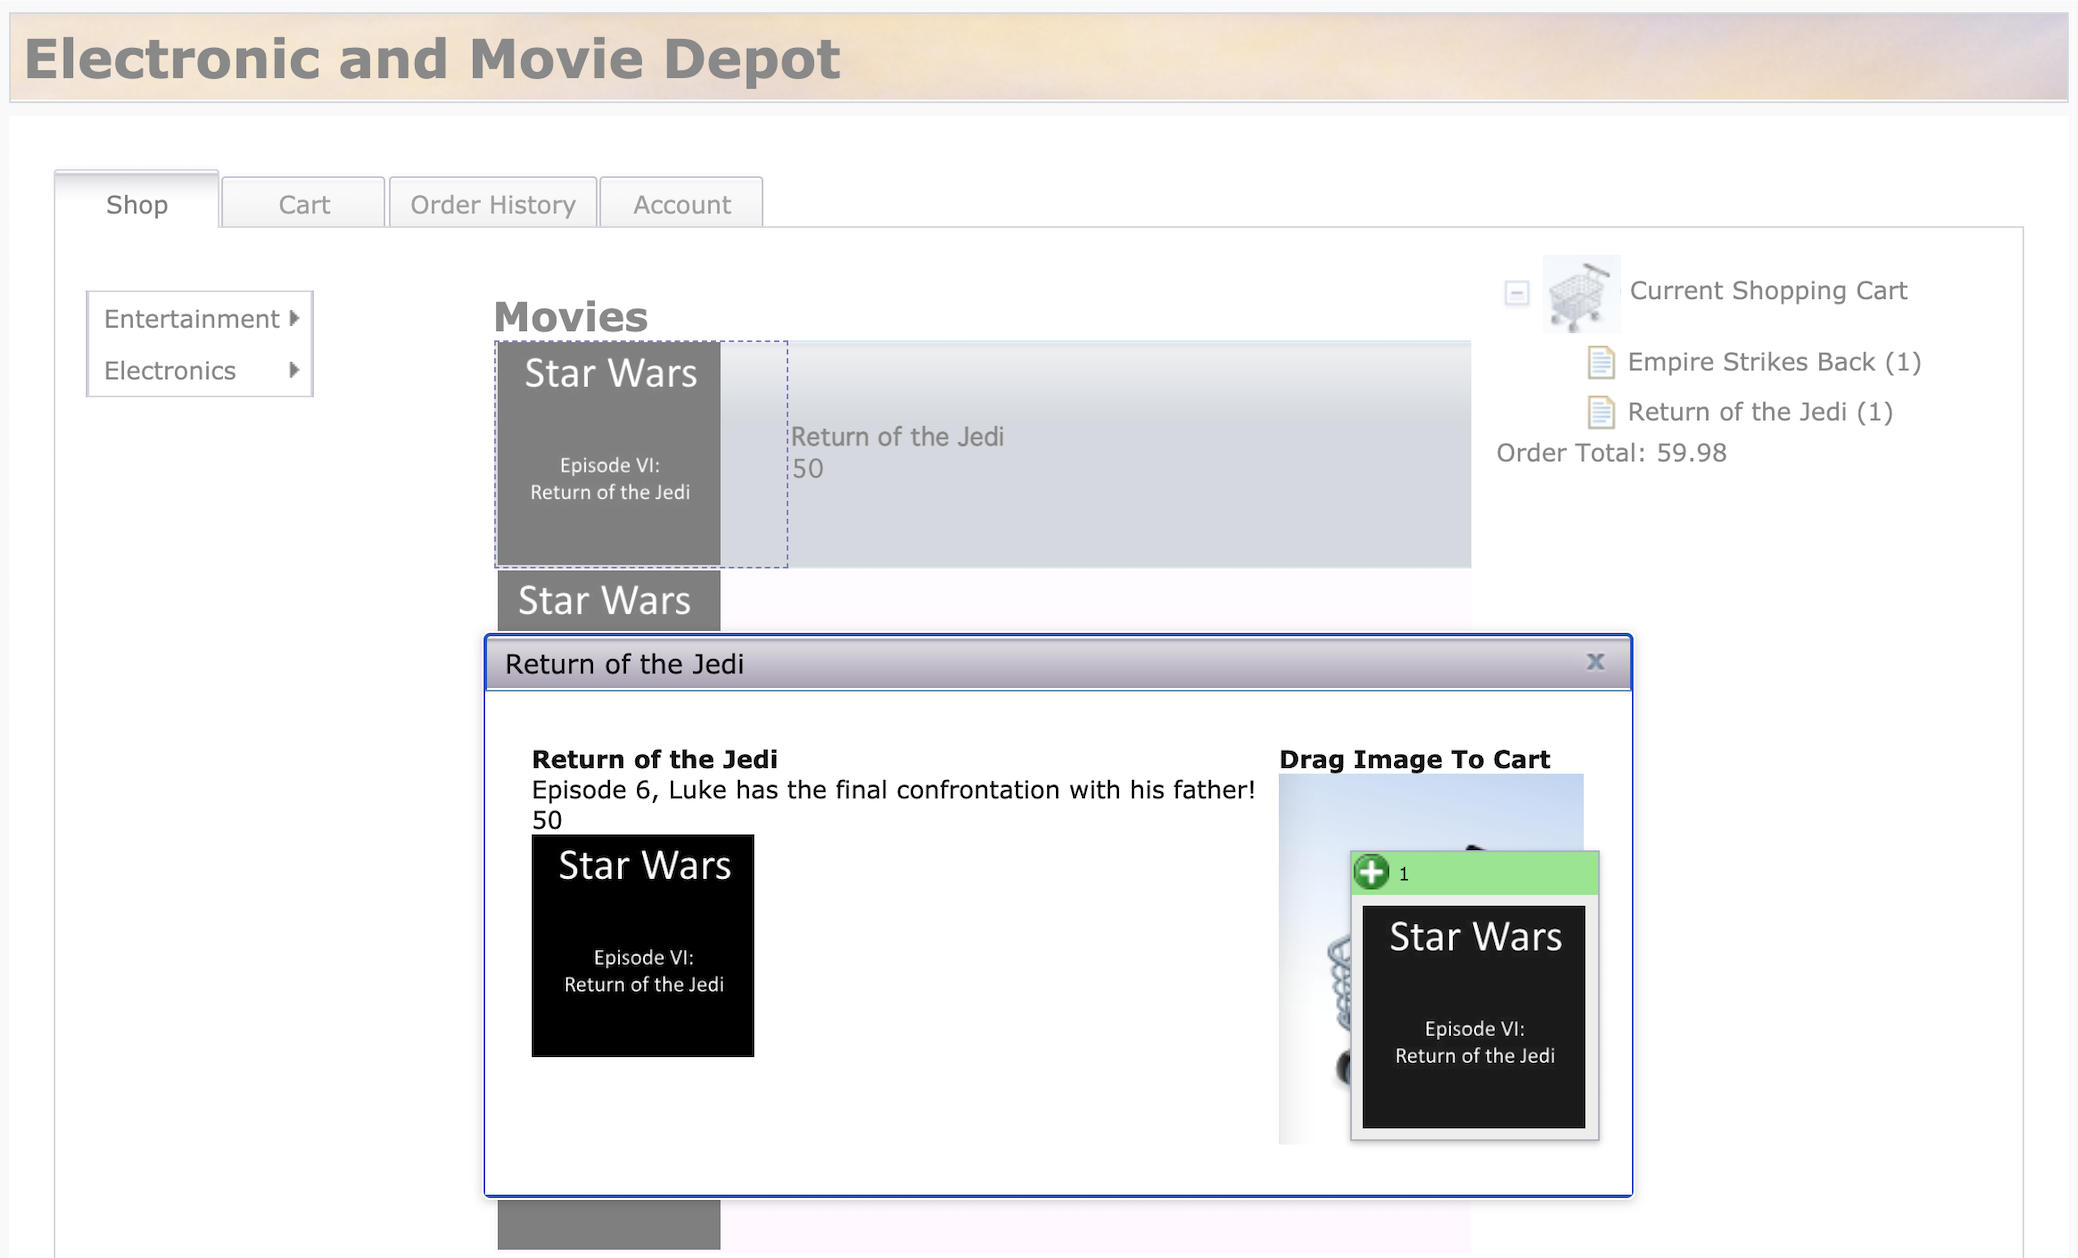 Electronic and Movie Depot
Shop
Cart
Order History
Account
Entertainment
Electronics
Movies
Star Wars
Episode VI:
Return of the Jedi
Return of the Jedi
50
Star Wars
Current Shopping Cart
Empire Strikes Back (1)
Return of the Jedi (1)
Order Total: 59.98
Return of the Jedi
x
Return of the Jedi
Episode 6, Luke has the final confrontation with his father!
50
Star Wars
Episode VI:
Return of the Jedi
Drag Image To Cart
1
Star Wars
Episode VI:
Return of the Jedi